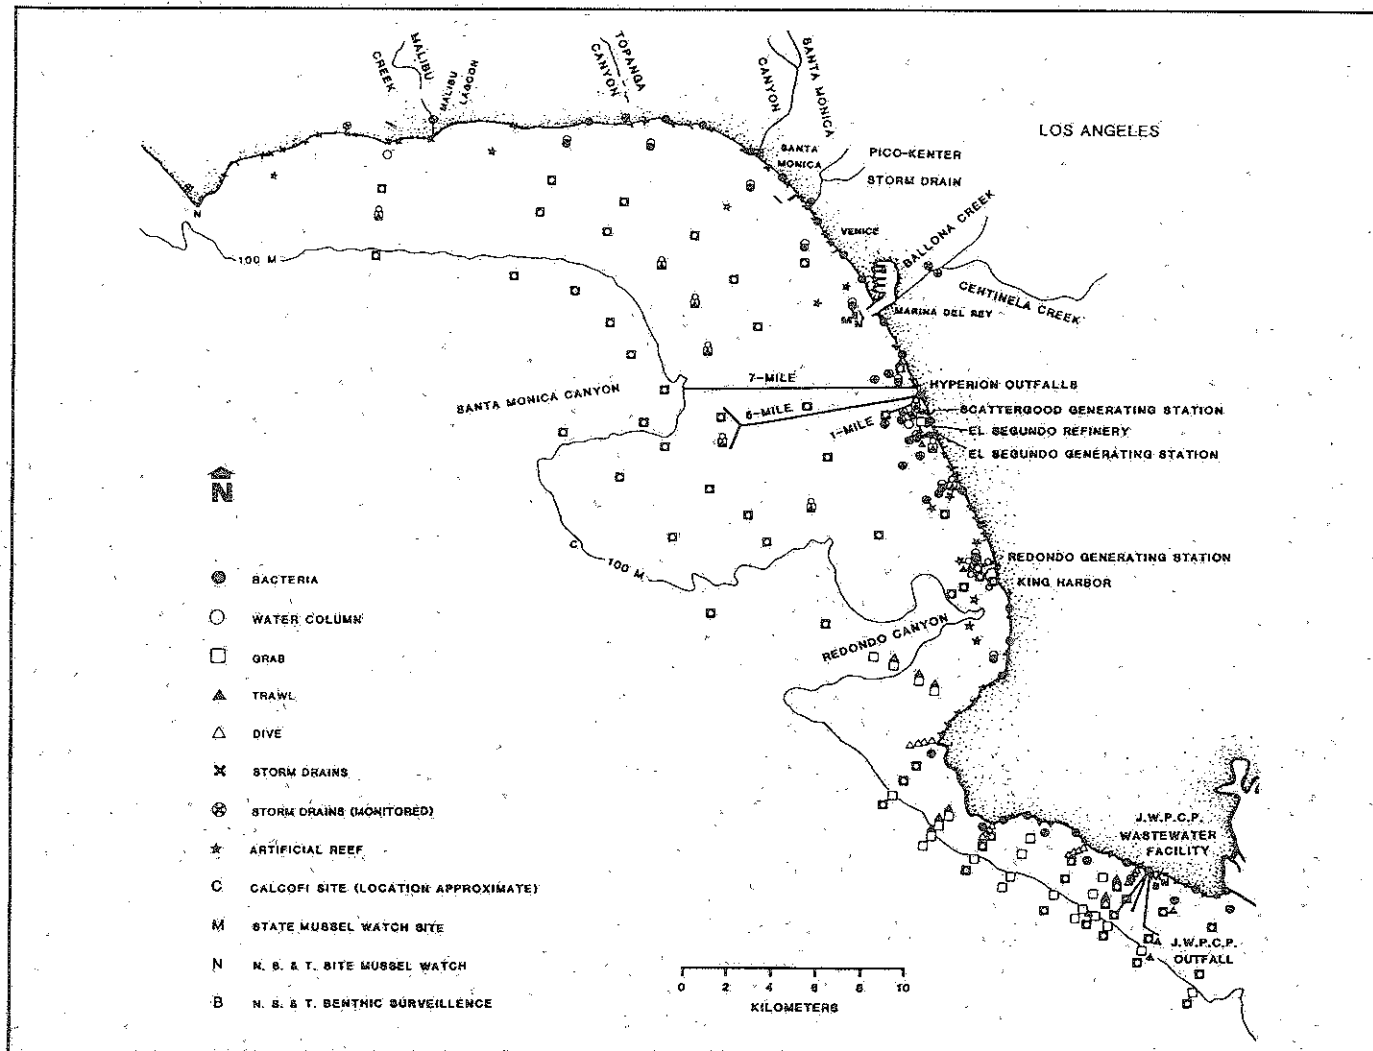 MALIBU
CREEK
MALIBU
LAGOON
TOPANGA
CANYON
SANTA MONICA
CANYON
LOS ANGELES
SANTA
MONICA
PICO-KENTER
STORM DRAIN
VENICE
BALLONA CREEK
CENTINELA CREEK
MARINA DEL REY
N
100 M
7-MILE
HYPERION OUTFALLS
SANTA MONICA CANYON
5-MILE
1-MILE
SCATTERGOOD GENERATING STATION
EL SEGUNDO REFINERY
EL SEGUNDO GENERATING STATION
N
C
100 M
REDONDO GENERATING STATION
KING HARBOR
REDONDO CANYON
BACTERIA
WATER COLUMN
GRAB
TRAWL
DIVE
STORM DRAINS
STORM DRAINS (MONITORED)
ARTIFICIAL REEF
C CALCOFI SITE (LOCATION APPROXIMATE)
M STATE MUSSEL WATCH SITE
N N. S. & T. SITE MUSSEL WATCH
B N. S. & T. BENTHIC SURVEILLENCE
J.W.P.C.P.
WASTEWATER
FACILITY
J.W.P.C.P.
OUTFALL
0 2 4 6 8 10
KILOMETERS